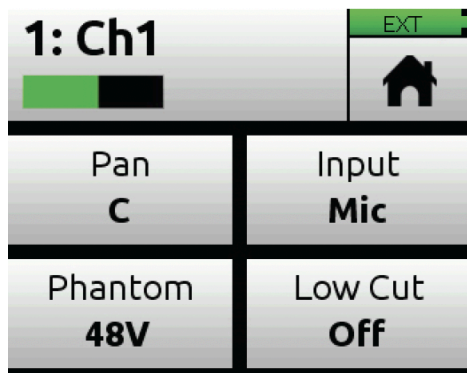 1: Ch1
EXT
Pan
C
Input
Mic
Phantom
48V
Low Cut
Off